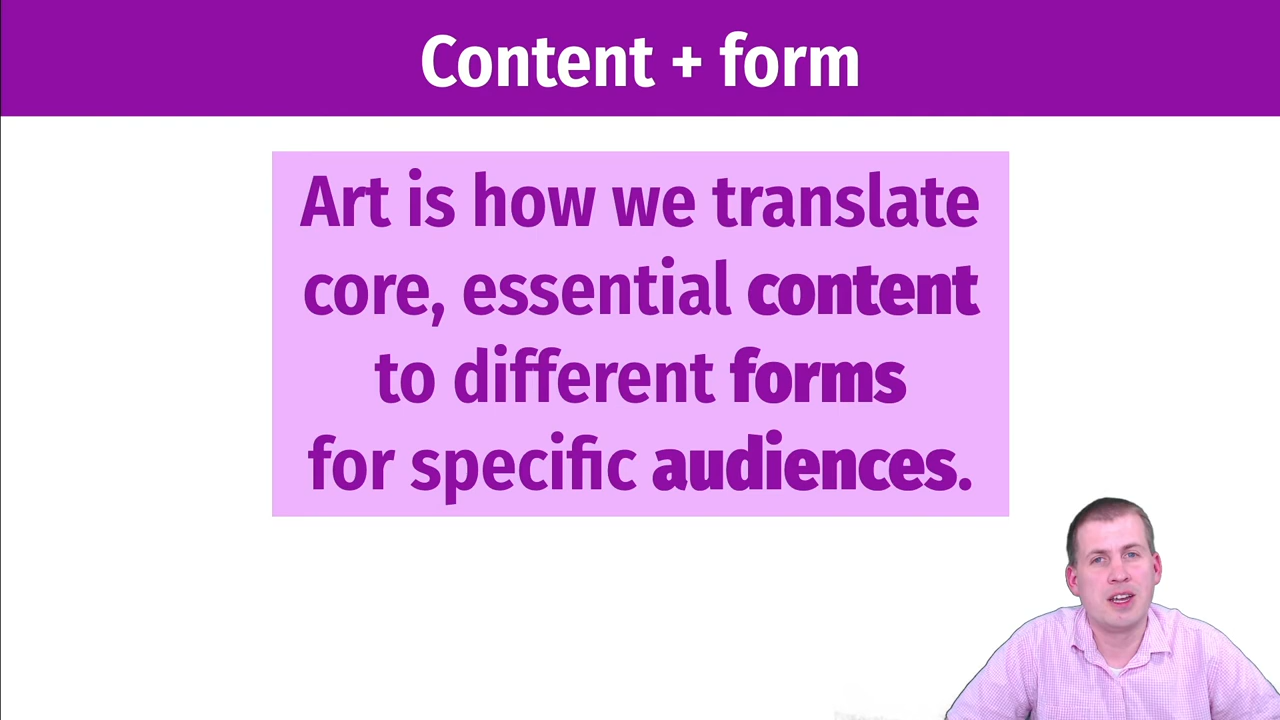 Content + form
Art is how we translate
core, essential content
to different forms
for specific audiences.